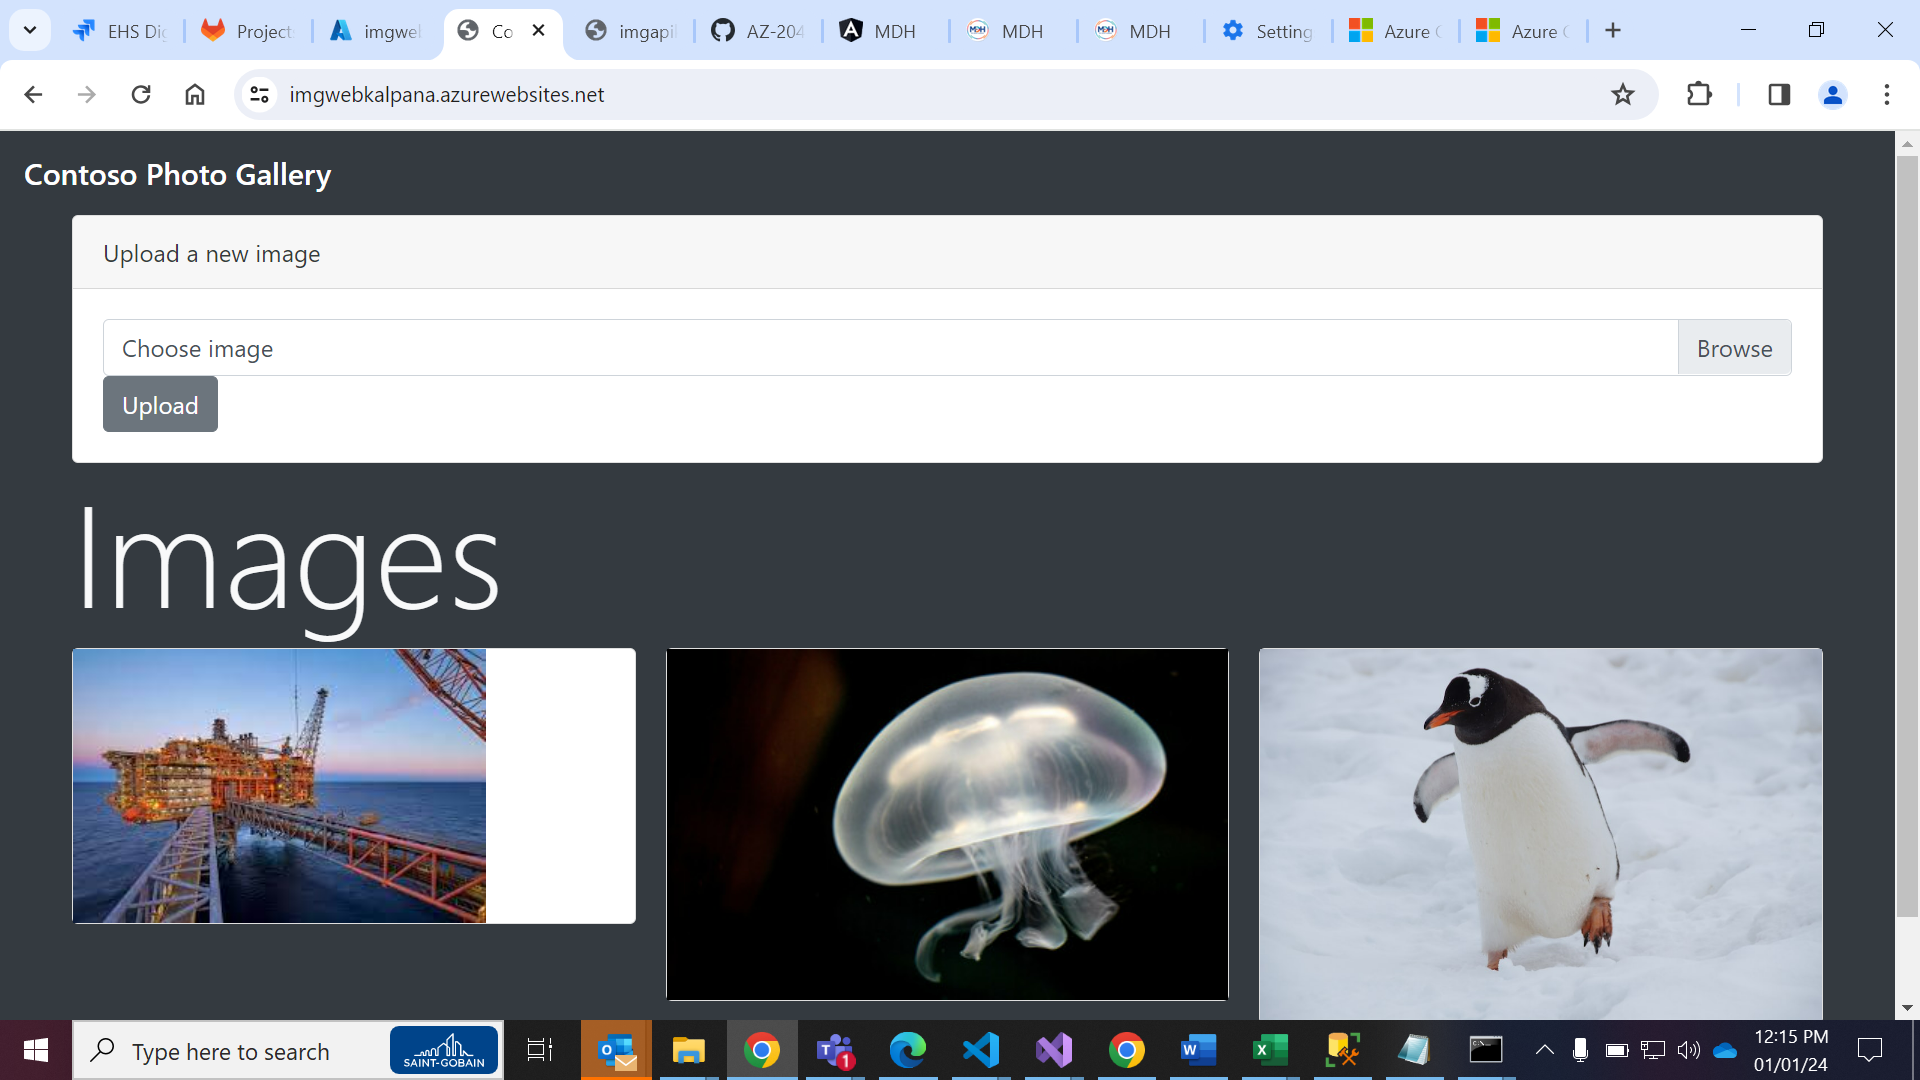 EHS Dig
Project
imgwel
Co
imgapi
AZ-204
MDH
MDH
MDH
Setting
Azure
Azure
imgwebkalpana.azurewebsites.net
Contoso Photo Gallery
Upload a new image
Choose image
Browse
Upload
Images
Type here to search
SAINT-GOBAIN
1
12:15 PM
01/01/24